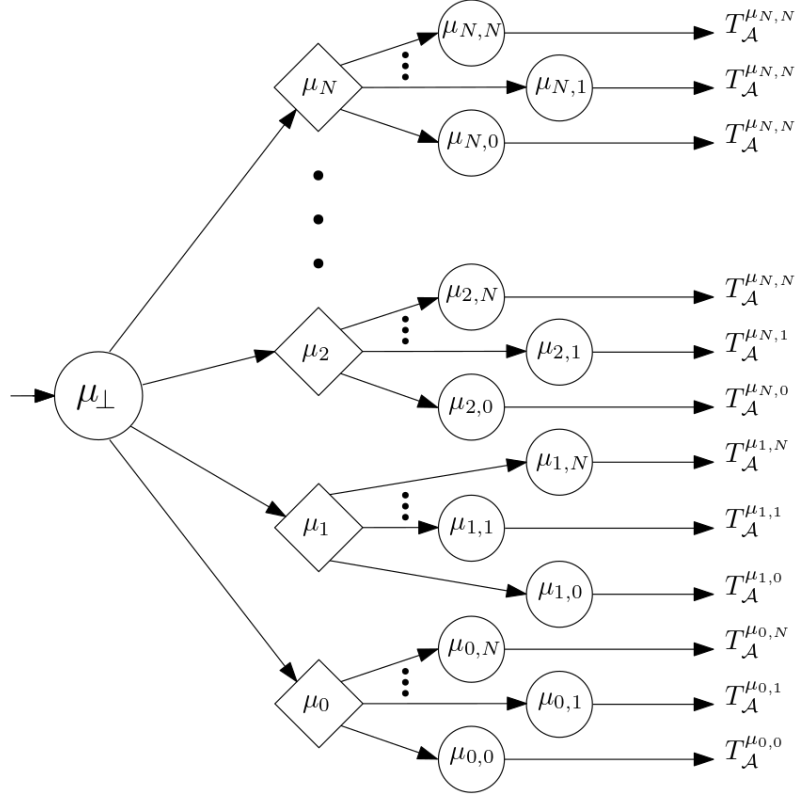 μ_{N,N} T_𝒜^{μ_{N,N}}
μ_N μ_{N,1} T_𝒜^{μ_{N,N}}
μ_{N,0} T_𝒜^{μ_{N,N}}
μ_{2,N} T_𝒜^{μ_{N,N}}
μ_2 μ_{2,1} T_𝒜^{μ_{N,1}}
μ_⊥ μ_{2,0} T_𝒜^{μ_{N,0}}
μ_{1,N} T_𝒜^{μ_{1,N}}
μ_1 μ_{1,1} T_𝒜^{μ_{1,1}}
μ_{1,0} T_𝒜^{μ_{1,0}}
μ_{0,N} T_𝒜^{μ_{0,N}}
μ_0 μ_{0,1} T_𝒜^{μ_{0,1}}
μ_{0,0} T_𝒜^{μ_{0,0}}